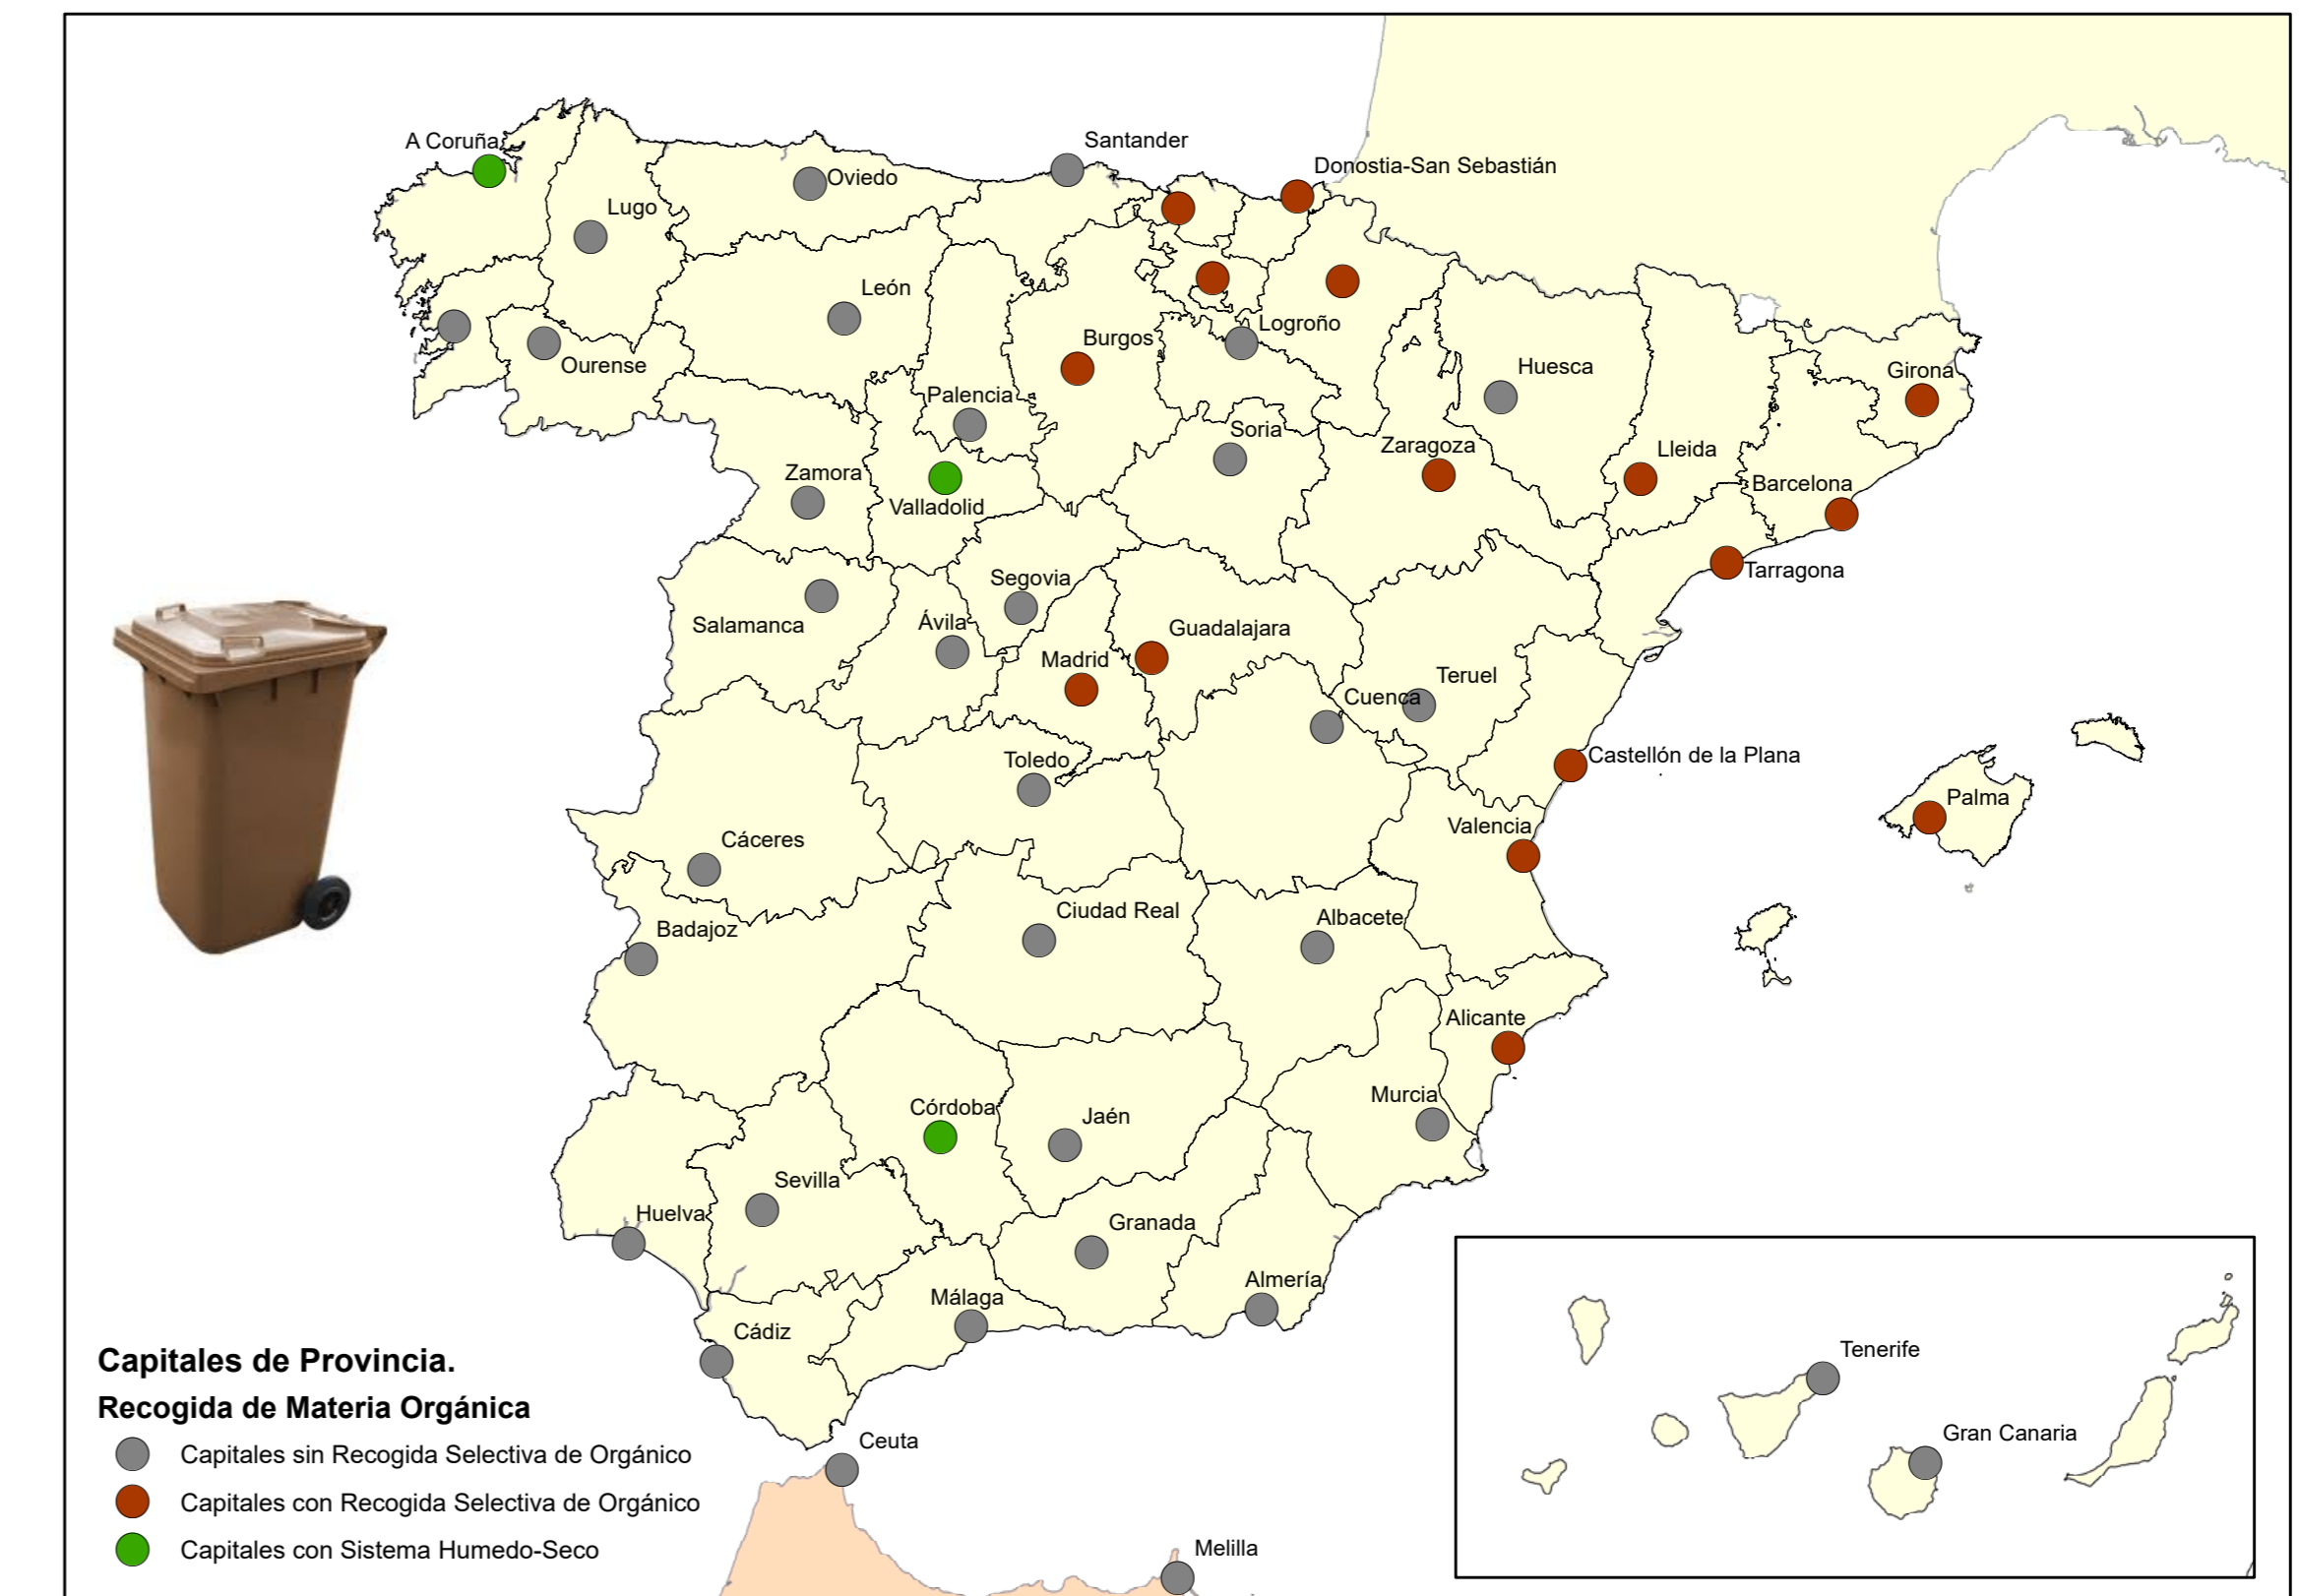 A Coruña
Santander
Donostia-San Sebastián
Oviedo
Lugo
León
Logroño
Burgos
Ourense
Huesca
Girona
Palencia
Soria
Zaragoza
Lleida
Zamora
Barcelona
Valladolid
Tarragona
Segovia
Salamanca
Ávila
Guadalajara
Madrid
Teruel
Cuenca
Castellón de la Plana
Toledo
Palma
Valencia
Cáceres
Ciudad Real
Albacete
Badajoz
Alicante
Murcia
Córdoba
Jaén
Sevilla
Huelva
Granada
Almería
Málaga
Cádiz
Tenerife
Gran Canaria
Ceuta
Melilla
Capitales de Provincia.
Recogida de Materia Orgánica
Capitales sin Recogida Selectiva de Orgánico
Capitales con Recogida Selectiva de Orgánico
Capitales con Sistema Humedo-Seco